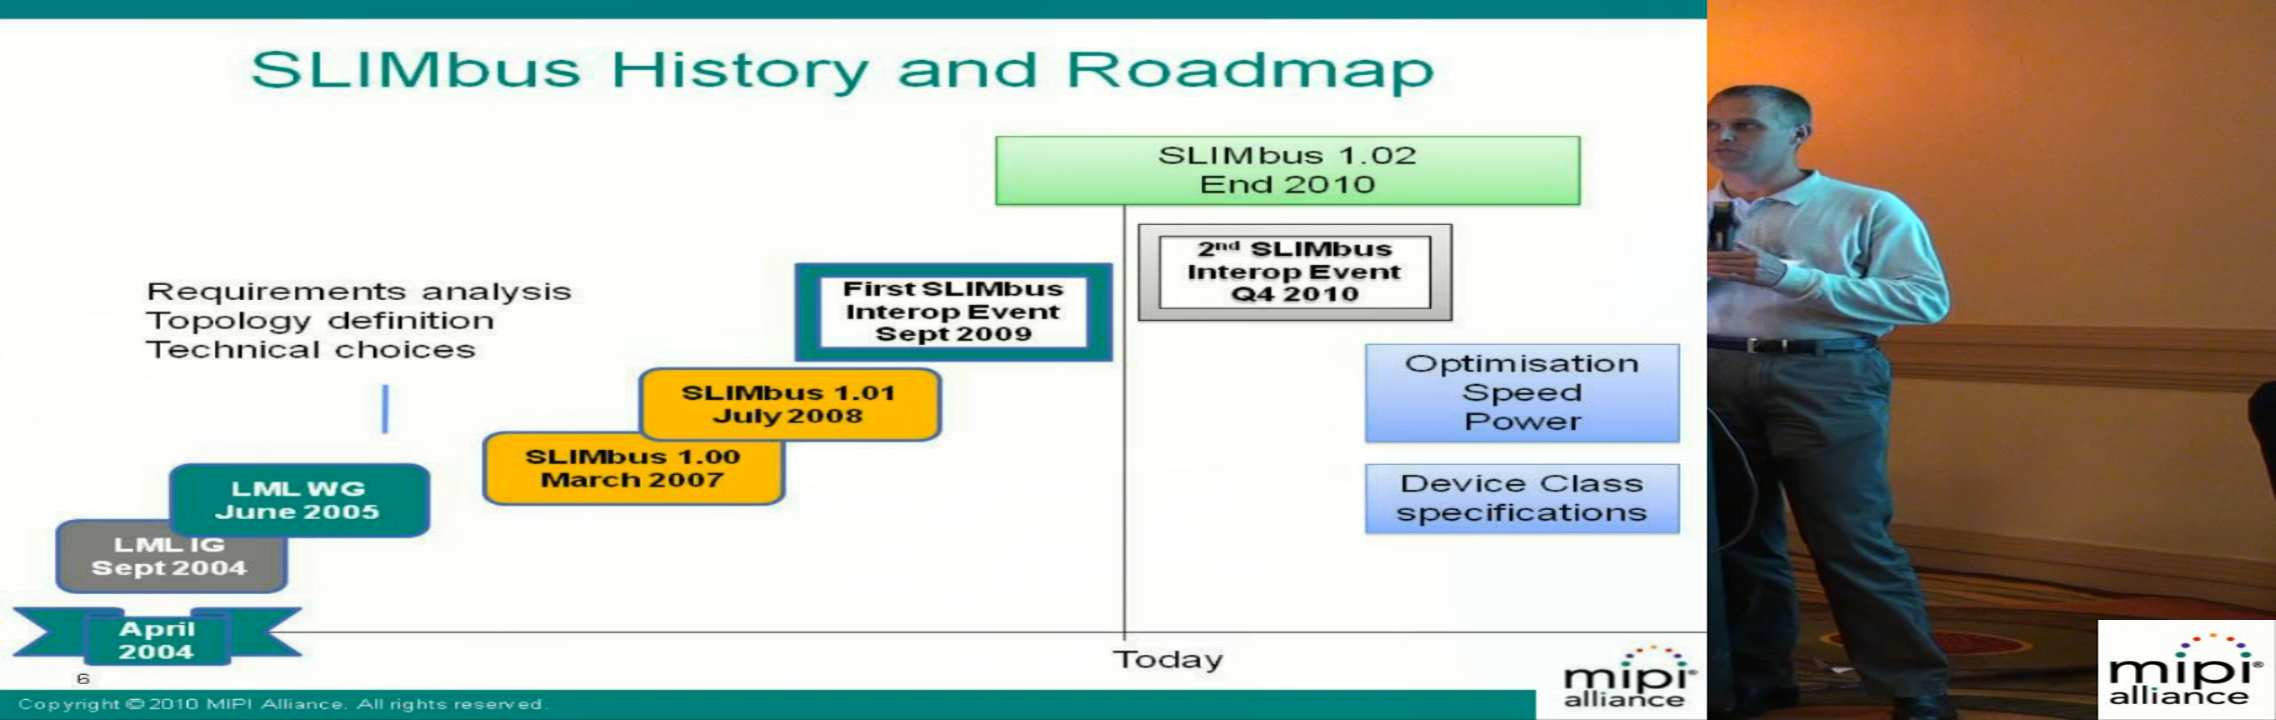 SLIMbus History and Roadmap
SLIMbus 1.02
End 2010
2nd SLIMbus
Interop Event
Q4 2010
Requirements analysis
Topology definition
Technical choices
First SLIMbus
Interop Event
Sept 2009
Optimisation
Speed
Power
SLIMbus 1.01
July 2008
SLIMbus 1.00
March 2007
Device Class
specifications
LML WG
June 2005
LML IG
Sept 2004
April
2004
Today
6
mipi®
alliance
Copyright © 2010 MIPI Alliance. All rights reserved.
mipi®
alliance